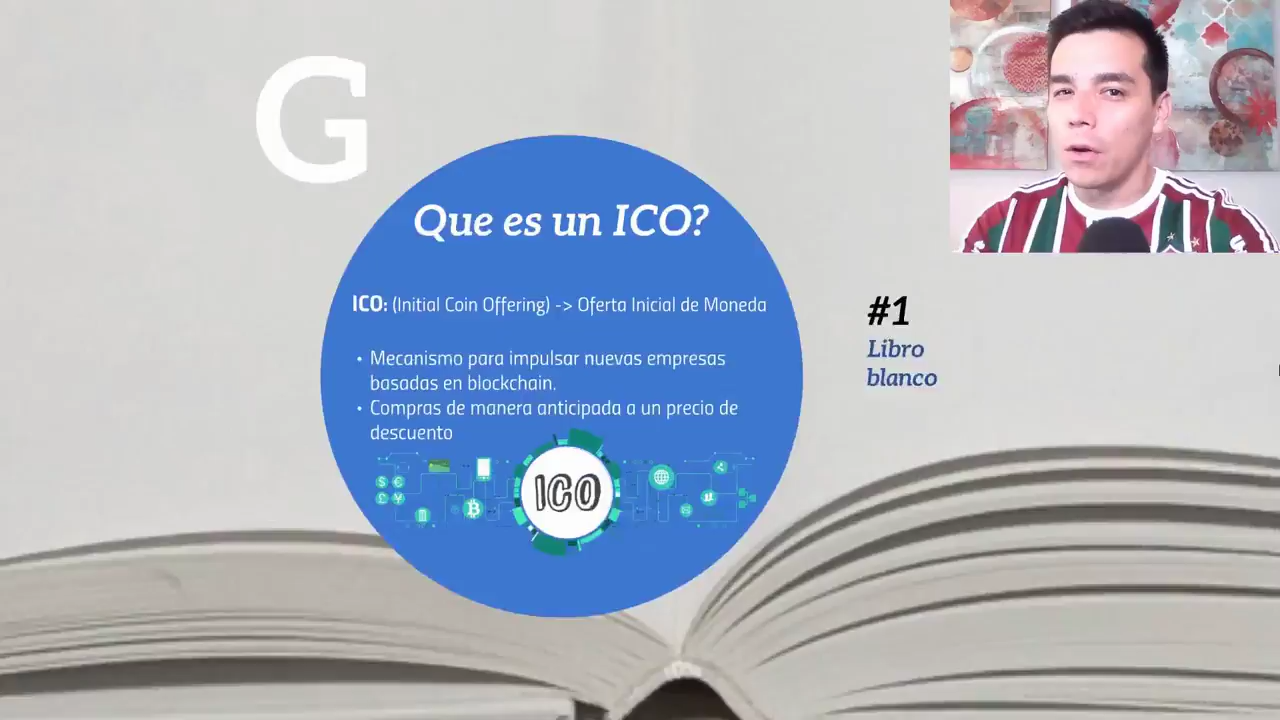 G
Que es un ICO?
ICO: (Initial Coin Offering) -> Oferta Inicial de Moneda
• Mecanismo para impulsar nuevas empresas
basadas en blockchain.
• Compras de manera anticipada a un precio de
descuento
ICO
$ €
£ ¥
#1
Libro
blanco